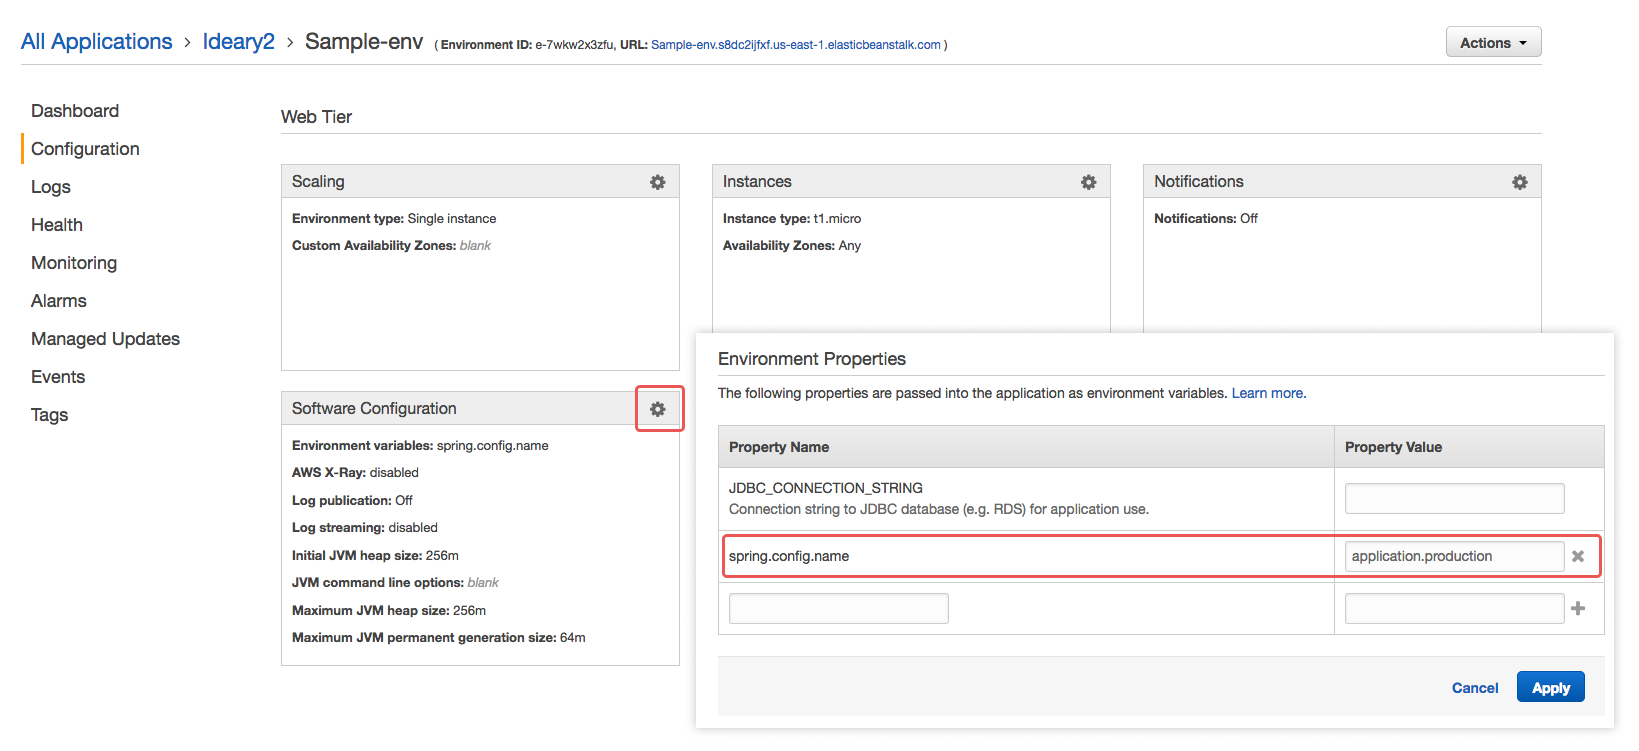 All Applications > Ideary2 > Sample-env ( Environment ID: e-7wkw2x3zfu, URL: Sample-env.s8dc2ijfxf.us-east-1.elasticbeanstalk.com )
Actions
Dashboard
Configuration
Logs
Health
Monitoring
Alarms
Managed Updates
Events
Tags
Web Tier
Scaling
Environment type: Single instance
Custom Availability Zones: blank
Instances
Instance type: t1.micro
Availability Zones: Any
Notifications
Notifications: Off
Software Configuration
Environment variables: spring.config.name
AWS X-Ray: disabled
Log publication: Off
Log streaming: disabled
Initial JVM heap size: 256m
JVM command line options: blank
Maximum JVM heap size: 256m
Maximum JVM permanent generation size: 64m
Environment Properties
The following properties are passed into the application as environment variables. Learn more.
Property Name Property Value
JDBC_CONNECTION_STRING
Connection string to JDBC database (e.g. RDS) for application use.
spring.config.name application.production
Cancel Apply